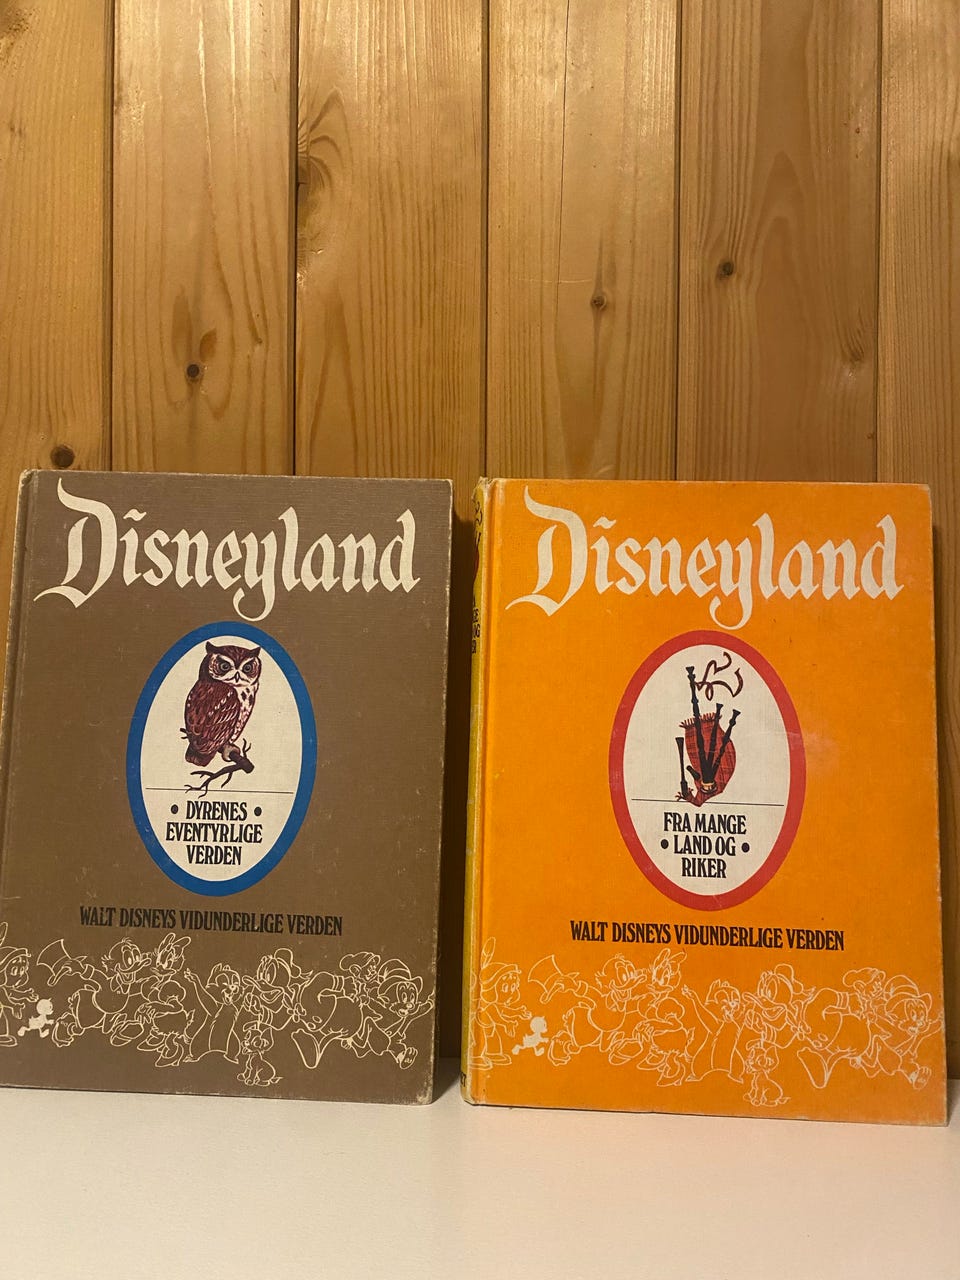 Disneyland
• DYRENES •
EVENTYRLIGE
VERDEN
WALT DISNEYS VIDUNDERLIGE VERDEN
Disneyland
FRA MANGE
• LAND OG •
RIKER
WALT DISNEYS VIDUNDERLIGE VERDEN